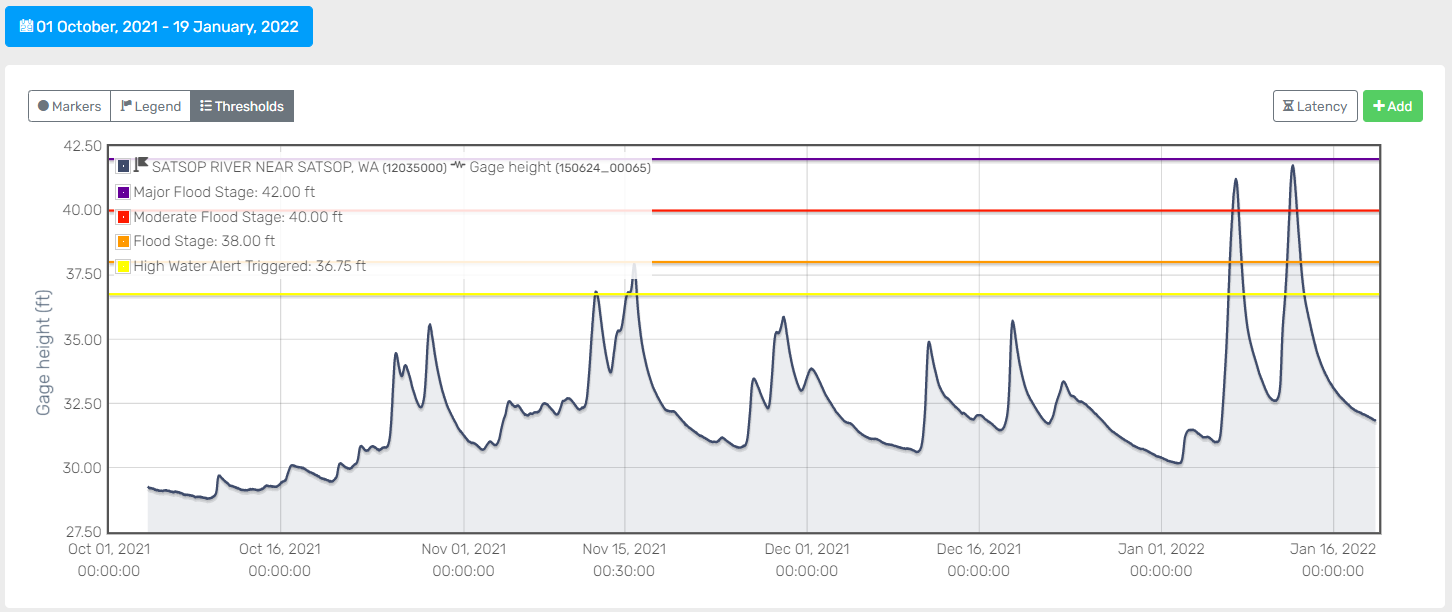 01 October, 2021 - 19 January, 2022
Markers Legend Thresholds Latency Add
42.50
SATSOP RIVER NEAR SATSOP, WA (12035000) Gage height (150624_00065)
Major Flood Stage: 42.00 ft
40.00
Moderate Flood Stage: 40.00 ft
Flood Stage: 38.00 ft
High Water Alert Triggered: 36.75 ft
37.50
35.00
32.50
30.00
27.50
Gage height (ft)
Oct 01, 2021 Oct 16, 2021 Nov 01, 2021 Nov 15, 2021 Dec 01, 2021 Dec 16, 2021 Jan 01, 2022 Jan 16, 2022
00:00:00 00:00:00 00:00:00 00:30:00 00:00:00 00:00:00 00:00:00 00:00:00